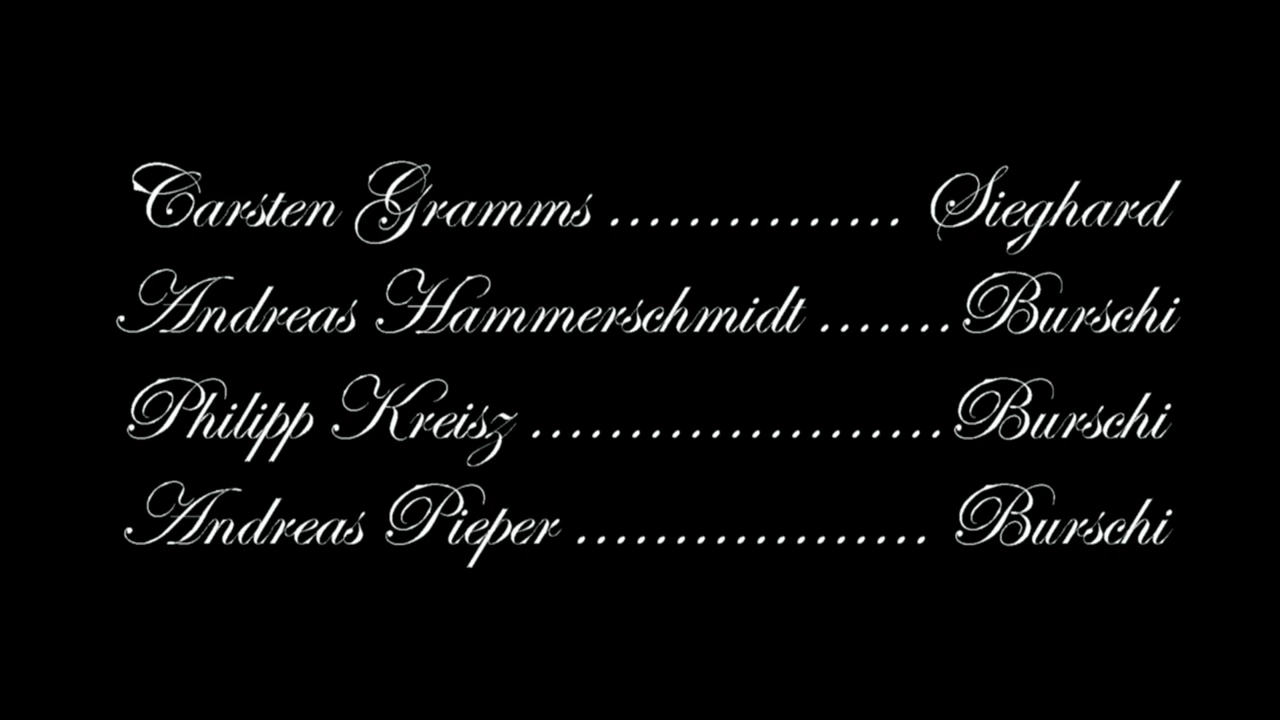 Carsten Gramms ............... Sieghard
Andreas Hammerschmidt .......Burschi
Philipp Kreisz .....................Burschi
Andreas Pieper .................. Burschi